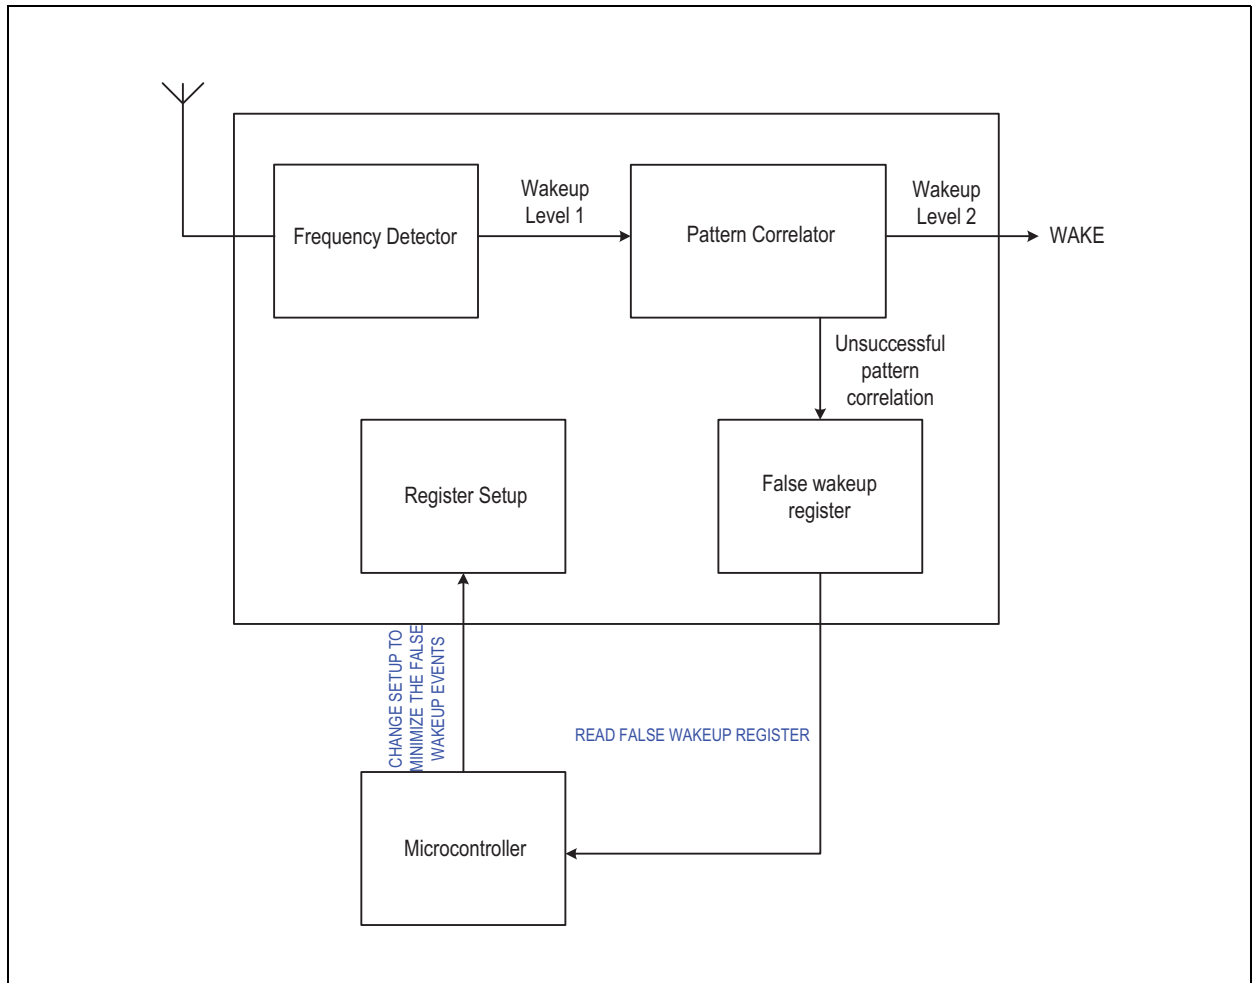 Wakeup
Level 1
Wakeup
Level 2
Frequency Detector
Pattern Correlator
WAKE
Unsuccessful
pattern
correlation
Register Setup
False wakeup
register
CHANGE SETUP TO
MINIMIZE THE FALSE
WAKEUP EVENTS
READ FALSE WAKEUP REGISTER
Microcontroller